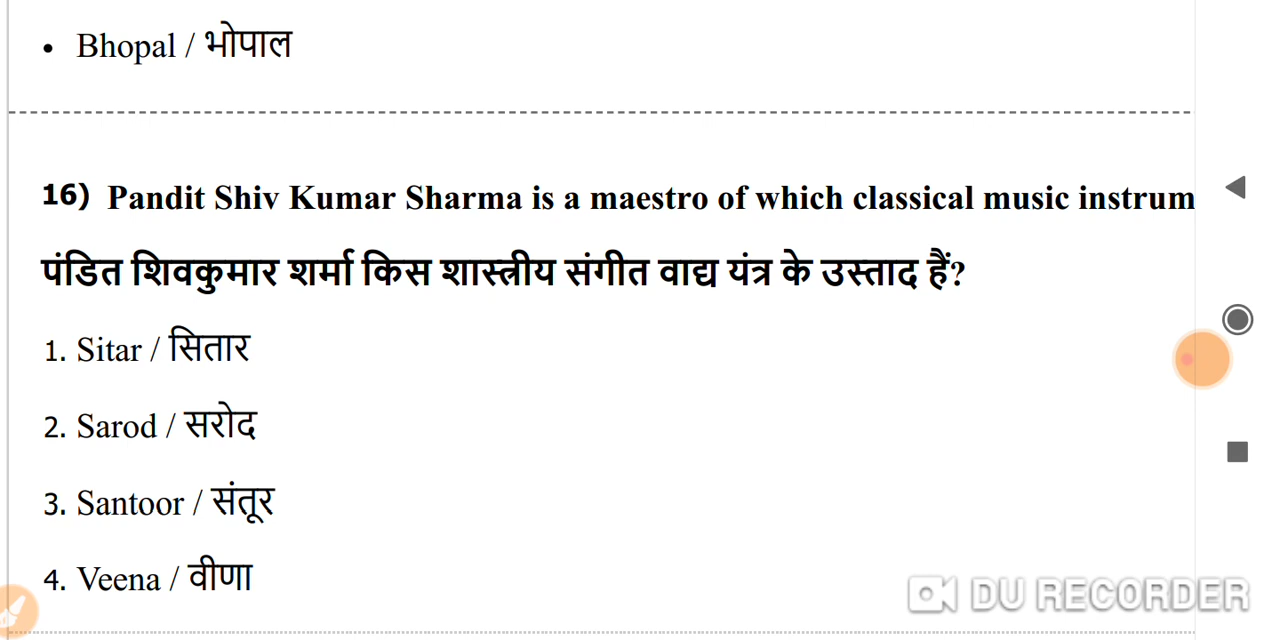 • Bhopal / भोपाल
16) Pandit Shiv Kumar Sharma is a maestro of which classical music instrum
पंडित शिवकुमार शर्मा किस शास्त्रीय संगीत वाद्य यंत्र के उस्ताद हैं?
1. Sitar / सितार
2. Sarod / सरोद
3. Santoor / संतूर
4. Veena / वीणा
DU RECORDER